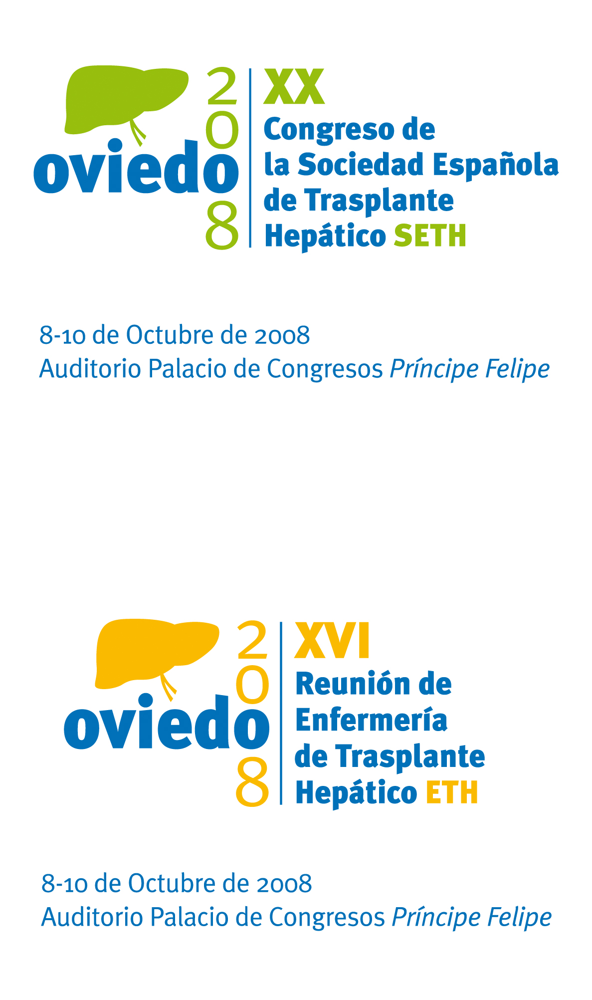 oviedo
2008
XX
Congreso de
la Sociedad Española
de Trasplante
Hepático SETH
8-10 de Octubre de 2008
Auditorio Palacio de Congresos Príncipe Felipe
oviedo
2008
XVI
Reunión de
Enfermería
de Trasplante
Hepático ETH
8-10 de Octubre de 2008
Auditorio Palacio de Congresos Príncipe Felipe